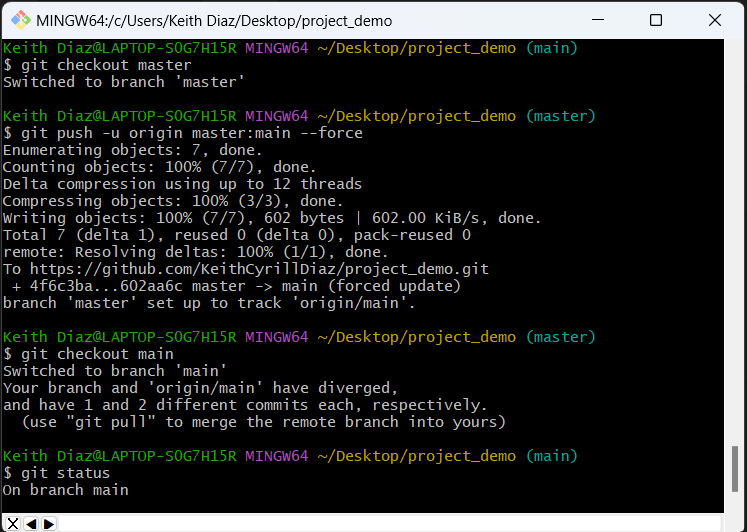 MINGW64:/c/Users/Keith Diaz/Desktop/project_demo
Keith Diaz@LAPTOP-S0G7H15R MINGW64 ~/Desktop/project_demo (main)
$ git checkout master
Switched to branch 'master'
Keith Diaz@LAPTOP-S0G7H15R MINGW64 ~/Desktop/project_demo (master)
$ git push -u origin master:main --force
Enumerating objects: 7, done.
Counting objects: 100% (7/7), done.
Delta compression using up to 12 threads
Compressing objects: 100% (3/3), done.
Writing objects: 100% (7/7), 602 bytes | 602.00 KiB/s, done.
Total 7 (delta 1), reused 0 (delta 0), pack-reused 0
remote: Resolving deltas: 100% (1/1), done.
To https://github.com/KeithCyrillDiaz/project_demo.git
 + 4f6c3ba...602aa6c master -> main (forced update)
branch 'master' set up to track 'origin/main'.
Keith Diaz@LAPTOP-S0G7H15R MINGW64 ~/Desktop/project_demo (master)
$ git checkout main
Switched to branch 'main'
Your branch and 'origin/main' have diverged,
and have 1 and 2 different commits each, respectively.
  (use "git pull" to merge the remote branch into yours)
Keith Diaz@LAPTOP-S0G7H15R MINGW64 ~/Desktop/project_demo (main)
$ git status
On branch main